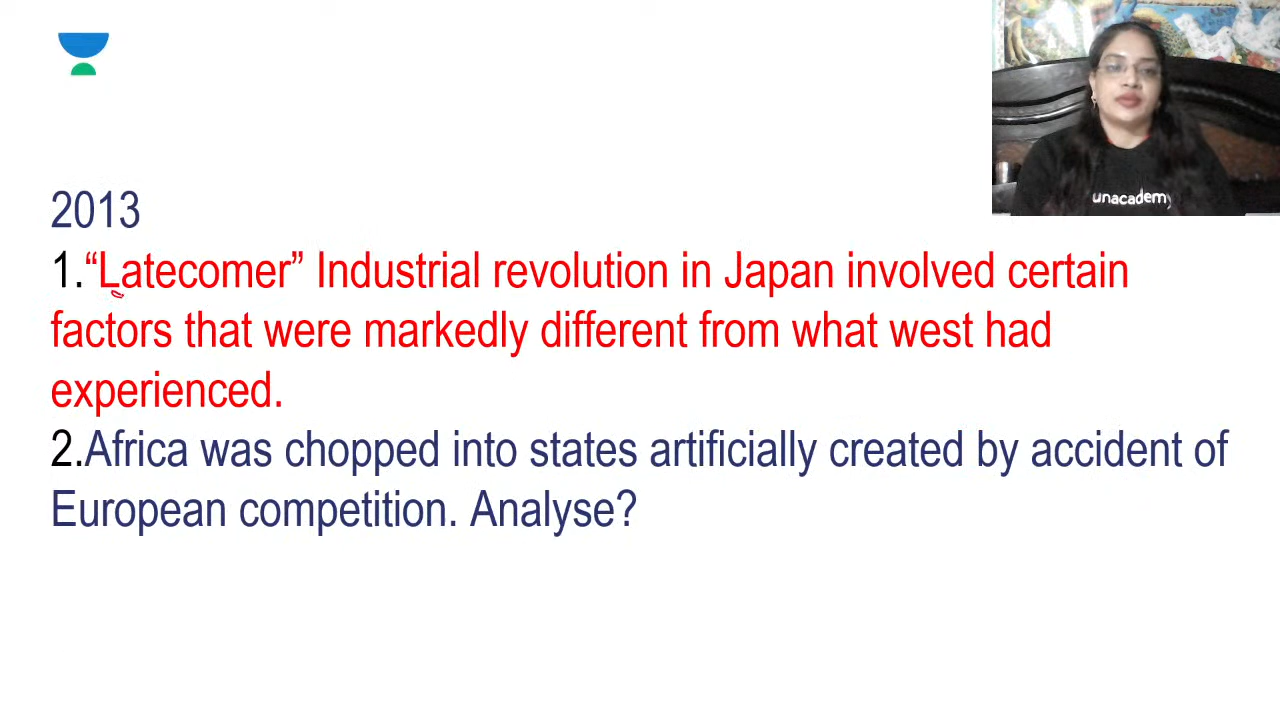 2013
1.“Latecomer” Industrial revolution in Japan involved certain
factors that were markedly different from what west had
experienced.
2.Africa was chopped into states artificially created by accident of
European competition. Analyse?
unacademy